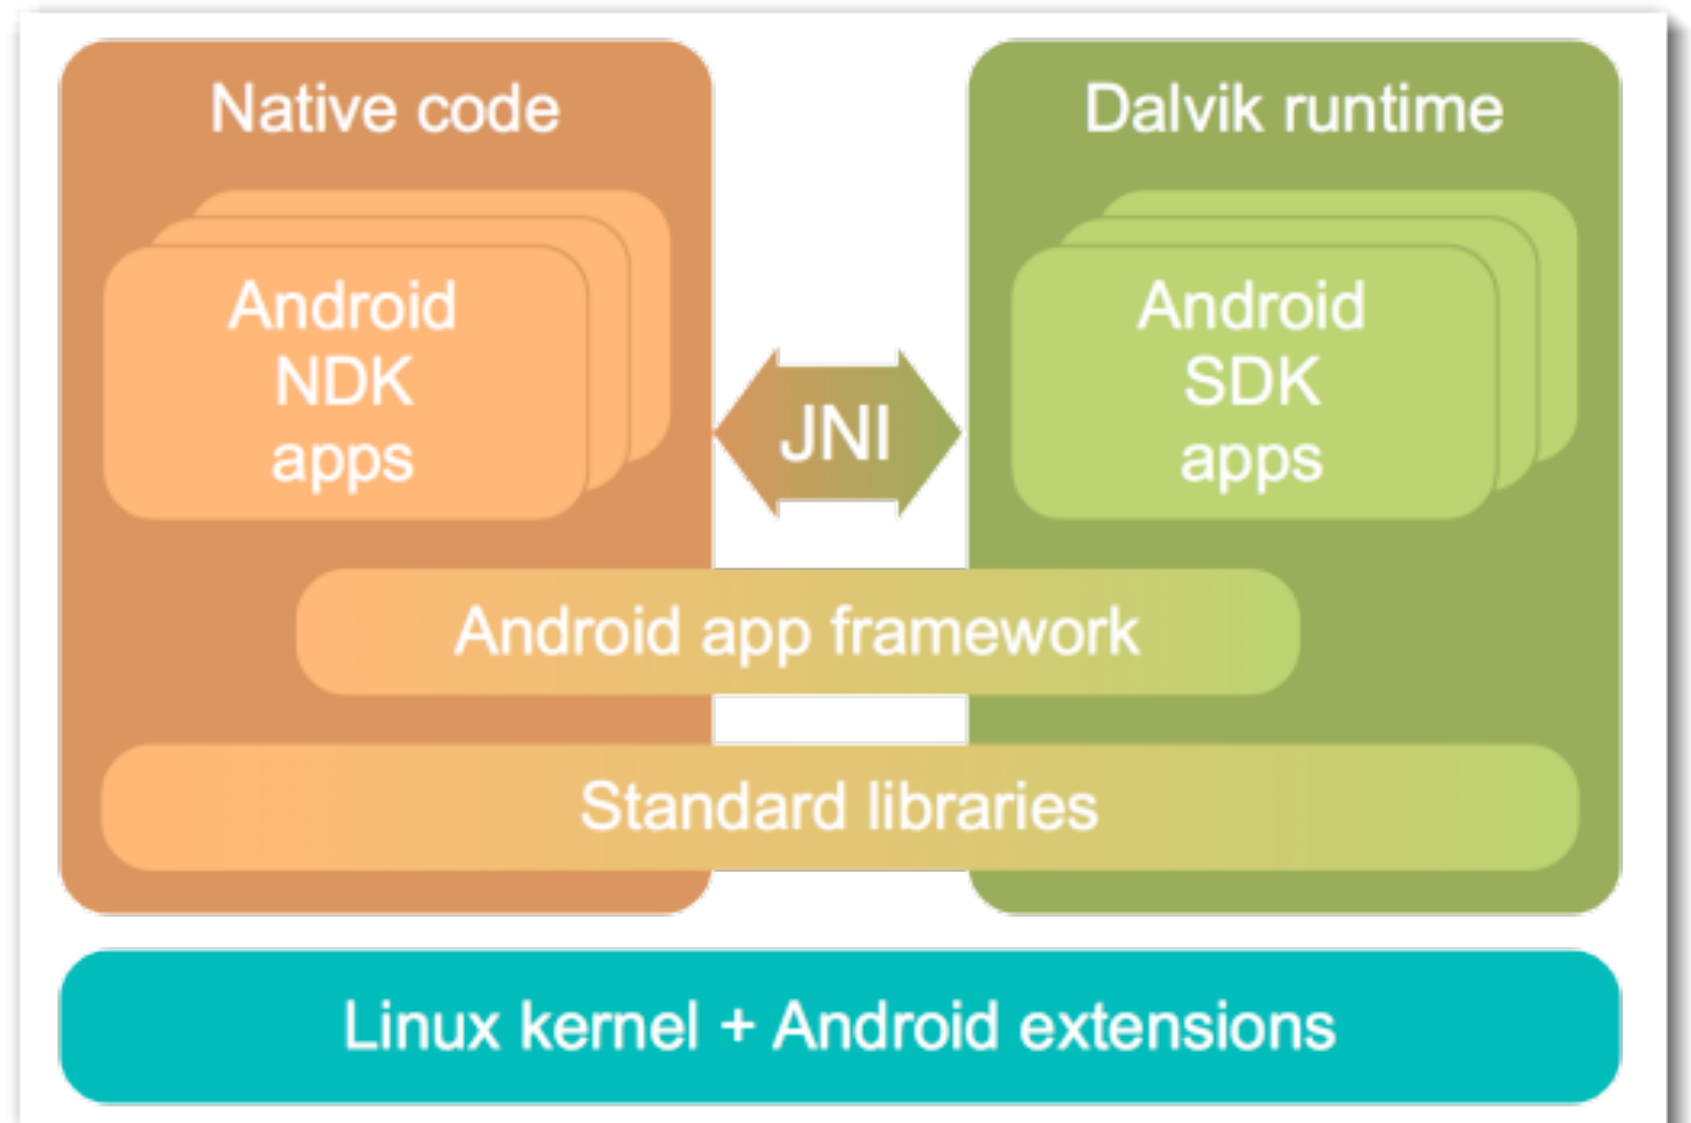 Native code
Dalvik runtime
Android
NDK
apps
JNI
Android
SDK
apps
Android app framework
Standard libraries
Linux kernel + Android extensions